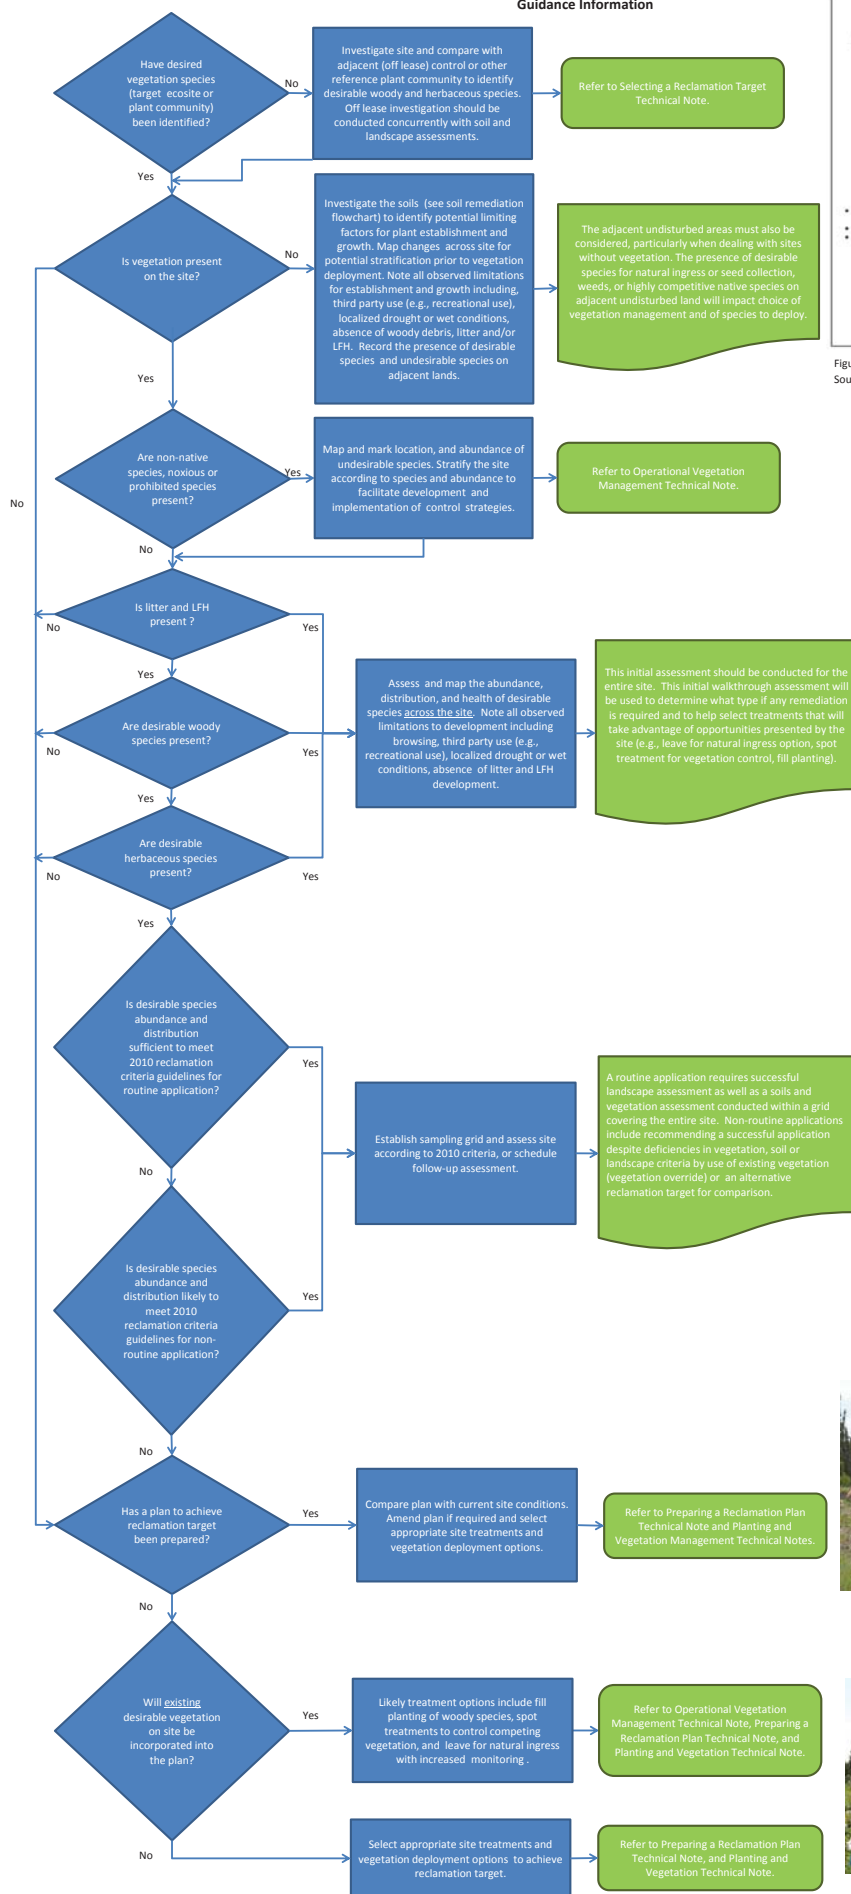 Guidance Information
Have desired
vegetation species
(target ecosite or
plant community)
been identified?
No
Investigate site and compare with
adjacent (off lease) control or other
reference plant community to identify
desirable woody and herbaceous species.
Off lease investigation should be
conducted concurrently with soil and
landscape assessments.
Refer to Selecting a Reclamation Target
Technical Note.
Yes
Is vegetation present
on the site?
No
Investigate the soils (see soil remediation
flowchart) to identify potential limiting
factors for plant establishment and
growth. Map changes across site for
potential stratification prior to vegetation
deployment. Note all observed limitations
for establishment and growth including,
third party use (e.g., recreational use),
localized drought or wet conditions,
absence of woody debris, litter and/or
LFH. Record the presence of desirable
species and undesirable species on
adjacent lands.
The adjacent undisturbed areas must also be
considered, particularly when dealing with sites
without vegetation. The presence of desirable
species for natural ingress or seed collection,
weeds, or highly competitive native species on
adjacent undisturbed land will impact choice of
vegetation management and of species to deploy.
•
•
•
Figu
Sou
Yes
Are non-native
species, noxious or
prohibited species
present?
Yes
Map and mark location, and abundance of
undesirable species. Stratify the site
according to species and abundance to
facilitate development and
implementation of control strategies.
Refer to Operational Vegetation
Management Technical Note.
No
No
Is litter and LFH
present ?
No
Yes
Yes
Are desirable woody
species present?
No
Yes
Yes
Assess and map the abundance,
distribution, and health of desirable
species across the site. Note all observed
limitations to development including
browsing, third party use (e.g.,
recreational use), localized drought or wet
conditions, absence of litter and LFH
development.
This initial assessment should be conducted for the
entire site. This initial walkthrough assessment will
be used to determine what type if any remediation
is required and to help select treatments that will
take advantage of opportunities presented by the
site (e.g., leave for natural ingress option, spot
treatment for vegetation control, fill planting).
Are desirable
herbaceous species
present?
No
Yes
Yes
Is desirable species
abundance and
distribution
sufficient to meet
2010 reclamation
criteria guidelines for
routine application?
Yes
No
Establish sampling grid and assess site
according to 2010 criteria, or schedule
follow-up assessment.
A routine application requires successful
landscape assessment as well as a soils and
vegetation assessment conducted within a grid
covering the entire site. Non-routine applications
include recommending a successful application
despite deficiencies in vegetation, soil or
landscape criteria by use of existing vegetation
(vegetation override) or an alternative
reclamation target for comparison.
Is desirable species
abundance and
distribution likely to
meet 2010
reclamation criteria
guidelines for non-
routine application?
Yes
No
Has a plan to achieve
reclamation target
been prepared?
Yes
Compare plan with current site conditions.
Amend plan if required and select
appropriate site treatments and
vegetation deployment options.
Refer to Preparing a Reclamation Plan
Technical Note and Planting and
Vegetation Management Technical Notes.
No
Will existing
desirable vegetation
on site be
incorporated into
the plan?
Yes
Likely treatment options include fill
planting of woody species, spot
treatments to control competing
vegetation, and leave for natural ingress
with increased monitoring .
Refer to Operational Vegetation
Management Technical Note, Preparing a
Reclamation Plan Technical Note, and
Planting and Vegetation Technical Note.
No
Select appropriate site treatments and
vegetation deployment options to achieve
reclamation target.
Refer to Preparing a Reclamation Plan
Technical Note, and Planting and
Vegetation Technical Note.